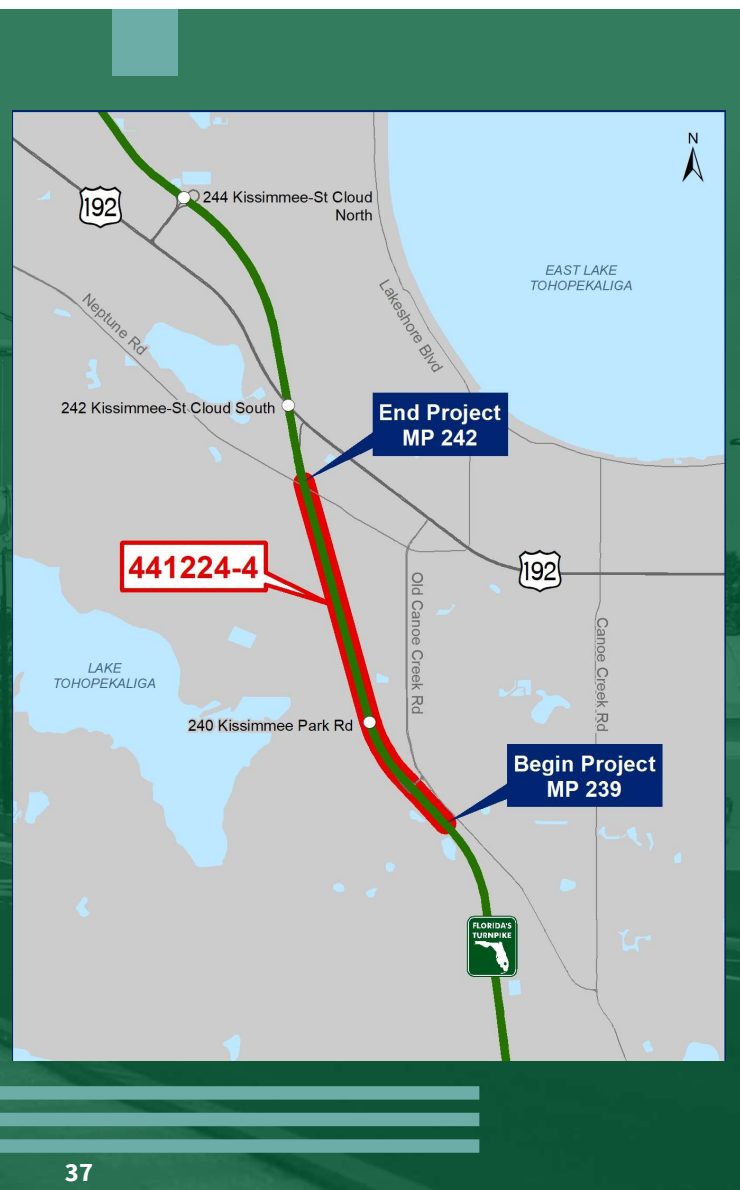 N
192
244 Kissimmee-St Cloud
North
EAST LAKE
TOHOPEKALIGA
Neptune Rd
Lakeshore Blvd
242 Kissimmee-St Cloud South
End Project
MP 242
441224-4
192
Old Canoe Creek Rd
Canoe Creek Rd
LAKE
TOHOPEKALIGA
240 Kissimmee Park Rd
Begin Project
MP 239
FLORIDA'S
TURNPIKE
37